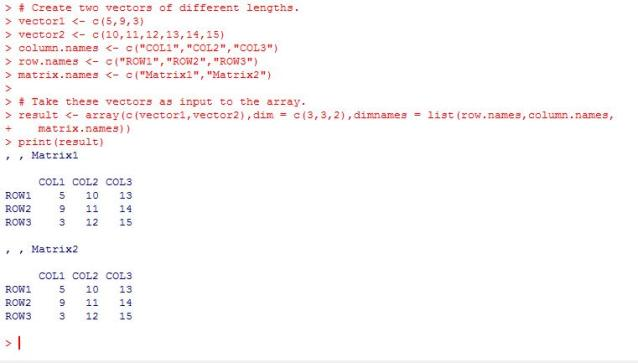 > # Create two vectors of different lengths.
> vector1 <- c(5,9,3)
> vector2 <- c(10,11,12,13,14,15)
> column.names <- c("COL1","COL2","COL3")
> row.names <- c("ROW1","ROW2","ROW3")
> matrix.names <- c("Matrix1","Matrix2")
>
> # Take these vectors as input to the array.
> result <- array(c(vector1,vector2),dim = c(3,3,2),dimnames = list(row.names,column.names,
+    matrix.names))
> print(result)
, , Matrix1
     COL1 COL2 COL3
ROW1    5   10   13
ROW2    9   11   14
ROW3    3   12   15
, , Matrix2
     COL1 COL2 COL3
ROW1    5   10   13
ROW2    9   11   14
ROW3    3   12   15
>